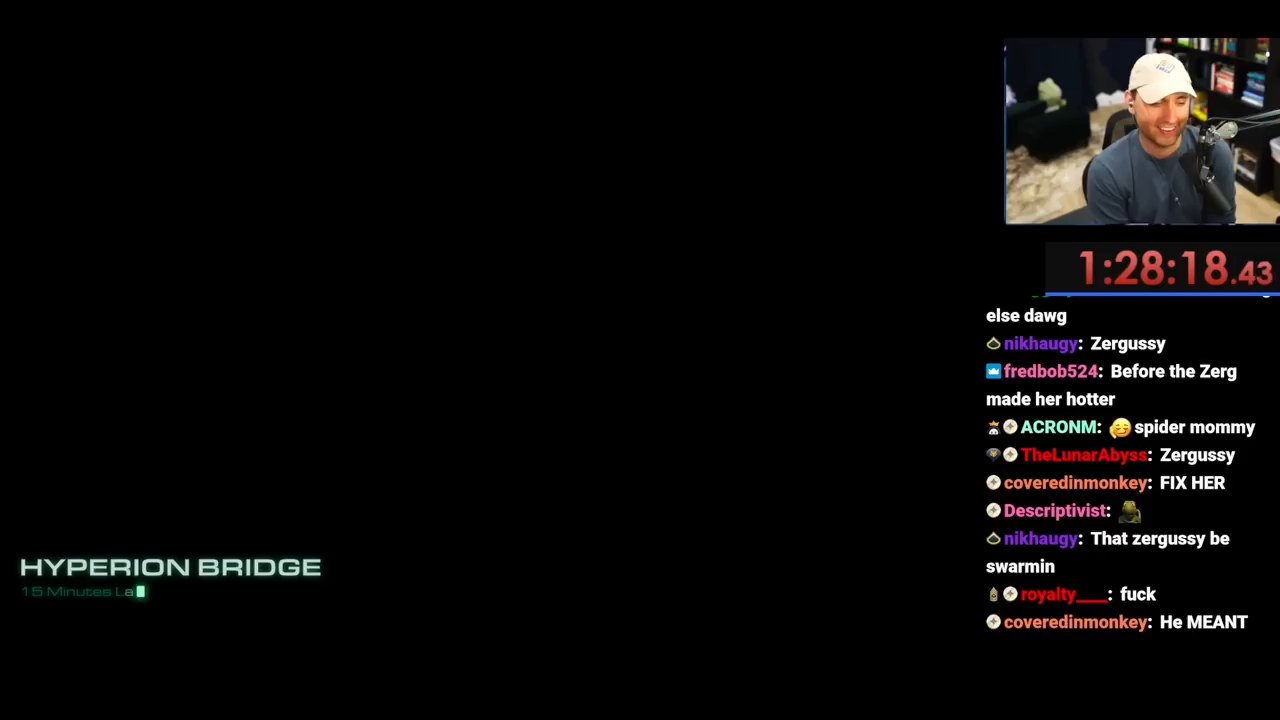 1:28:18.43
else dawg
nikhaugy: Zergussy
fredbob524: Before the Zerg
made her hotter
ACRONM: spider mommy
TheLunarAbyss: Zergussy
coveredinmonkey: FIX HER
Descriptivist:
nikhaugy: That zergussy be
swarmin
royalty____: fuck
coveredinmonkey: He MEANT
HYPERION BRIDGE
15 Minutes La